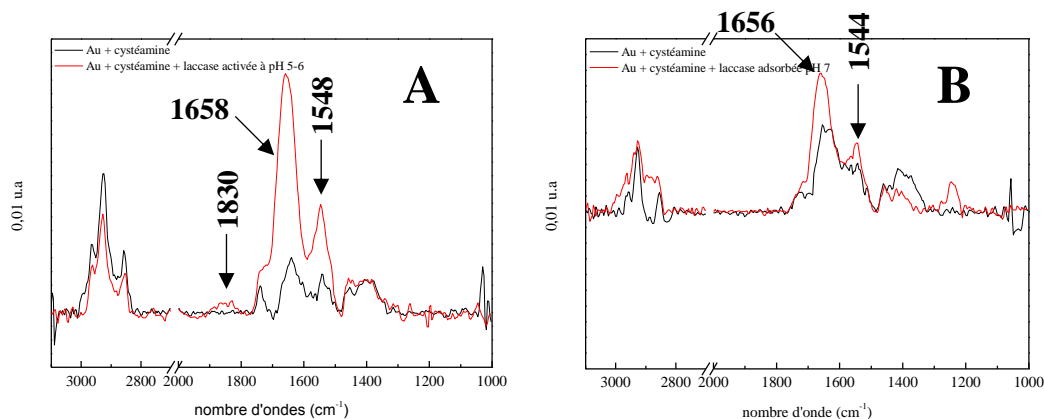 Au + cystéamine
Au + cystéamine + laccase activée à pH 5-6
A
1658
1548
1830
0,01 u.a
3000 2800 2000 1800 1600 1400 1200 1000
nombre d'ondes (cm-1)
1656
1544
Au + cystéamine
Au + cystéamine + laccase adsorbée pH 7
B
0,01 u.a
3000 2800 2000 1800 1600 1400 1200 1000
nombre d'onde (cm-1)